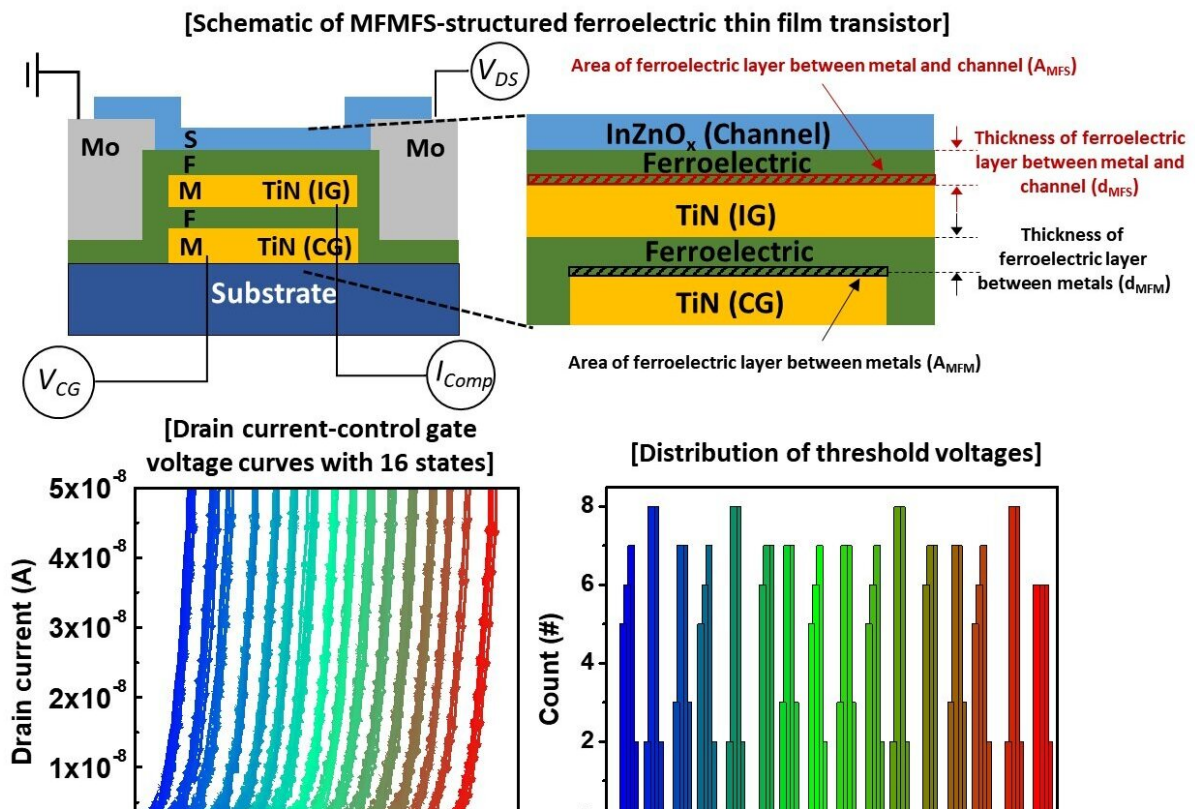 [Schematic of MFMFS-structured ferroelectric thin film transistor]
V_DS
Mo
S
F
M TiN (IG)
F
M TiN (CG)
Mo
Substrate
V_CG
I_Comp
Area of ferroelectric layer between metal and channel (A_MFS)
InZnO_x (Channel)
Ferroelectric
TiN (IG)
Ferroelectric
TiN (CG)
Thickness of ferroelectric
layer between metal and
channel (d_MFS)
Thickness of
ferroelectric layer
between metals (d_MFM)
Area of ferroelectric layer between metals (A_MFM)
[Drain current-control gate
voltage curves with 16 states]
Drain current (A)
5x10⁻⁸
4x10⁻⁸
3x10⁻⁸
2x10⁻⁸
1x10⁻⁸
[Distribution of threshold voltages]
Count (#)
8
6
4
2